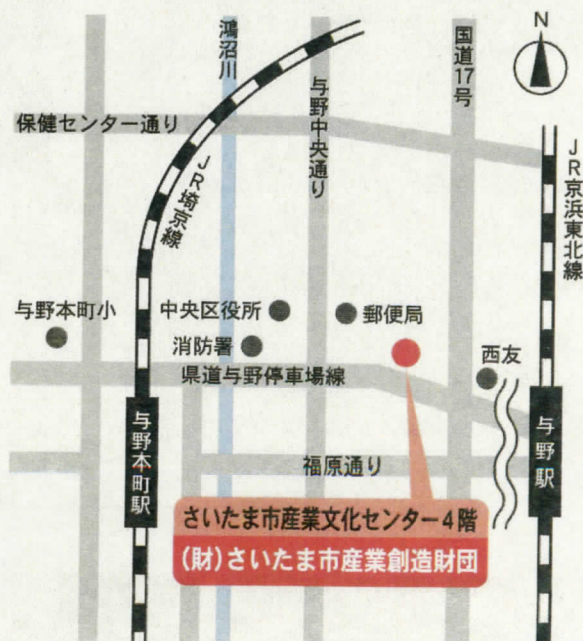 N
鴻沼川
与野中央通り
国道17号
保健センター通り
JR埼京線
JR京浜東北線
与野本町小
中央区役所
郵便局
消防署
西友
県道与野停車場線
与野本町駅
与野駅
福原通り
さいたま市産業文化センター4階
(財)さいたま市産業創造財団